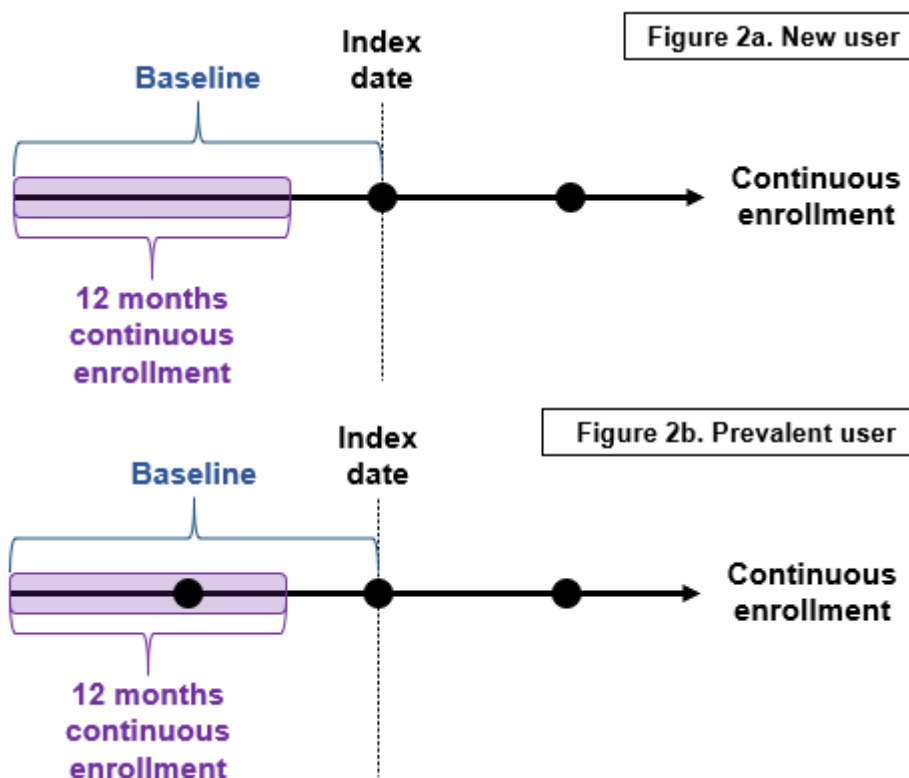 Figure 2a. New user
Index
date
Baseline
Continuous
enrollment
12 months
continuous
enrollment
Figure 2b. Prevalent user
Index
date
Baseline
Continuous
enrollment
12 months
continuous
enrollment